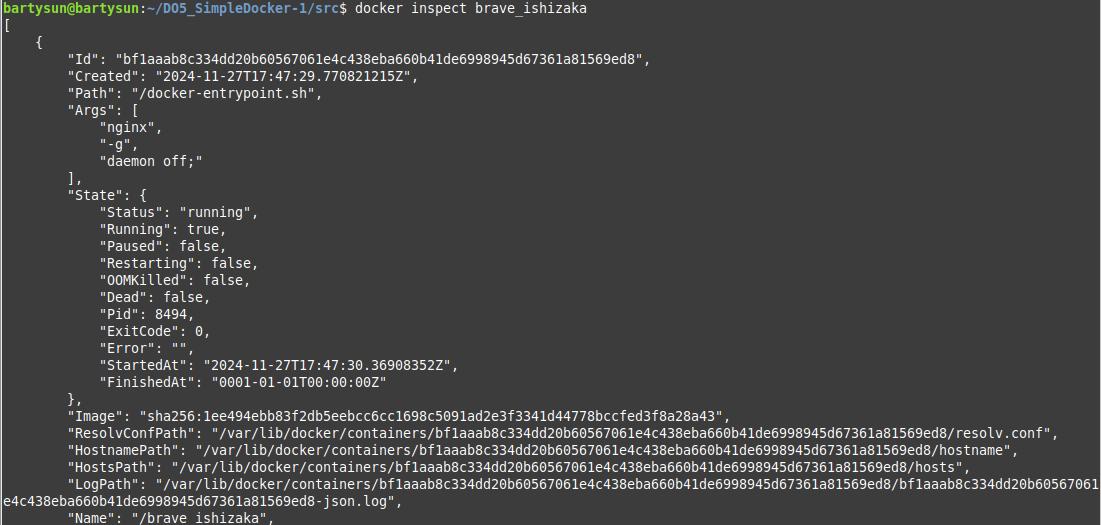 bartysun@bartysun:~/DO5_SimpleDocker-1/src$ docker inspect brave_ishizaka
[
    {
        "Id": "bf1aaab8c334dd20b60567061e4c438eba660b41de6998945d67361a81569ed8",
        "Created": "2024-11-27T17:47:29.770821215Z",
        "Path": "/docker-entrypoint.sh",
        "Args": [
            "nginx",
            "-g",
            "daemon off;"
        ],
        "State": {
            "Status": "running",
            "Running": true,
            "Paused": false,
            "Restarting": false,
            "OOMKilled": false,
            "Dead": false,
            "Pid": 8494,
            "ExitCode": 0,
            "Error": "",
            "StartedAt": "2024-11-27T17:47:30.36908352Z",
            "FinishedAt": "0001-01-01T00:00:00Z"
        },
        "Image": "sha256:1ee494ebb83f2db5eebcc6cc1698c5091ad2e3f3341d44778bccfed3f8a28a43",
        "ResolvConfPath": "/var/lib/docker/containers/bf1aaab8c334dd20b60567061e4c438eba660b41de6998945d67361a81569ed8/resolv.conf",
        "HostnamePath": "/var/lib/docker/containers/bf1aaab8c334dd20b60567061e4c438eba660b41de6998945d67361a81569ed8/hostname",
        "HostsPath": "/var/lib/docker/containers/bf1aaab8c334dd20b60567061e4c438eba660b41de6998945d67361a81569ed8/hosts",
        "LogPath": "/var/lib/docker/containers/bf1aaab8c334dd20b60567061e4c438eba660b41de6998945d67361a81569ed8/bf1aaab8c334dd20b60567061
e4c438eba660b41de6998945d67361a81569ed8-json.log",
        "Name": "/brave_ishizaka",